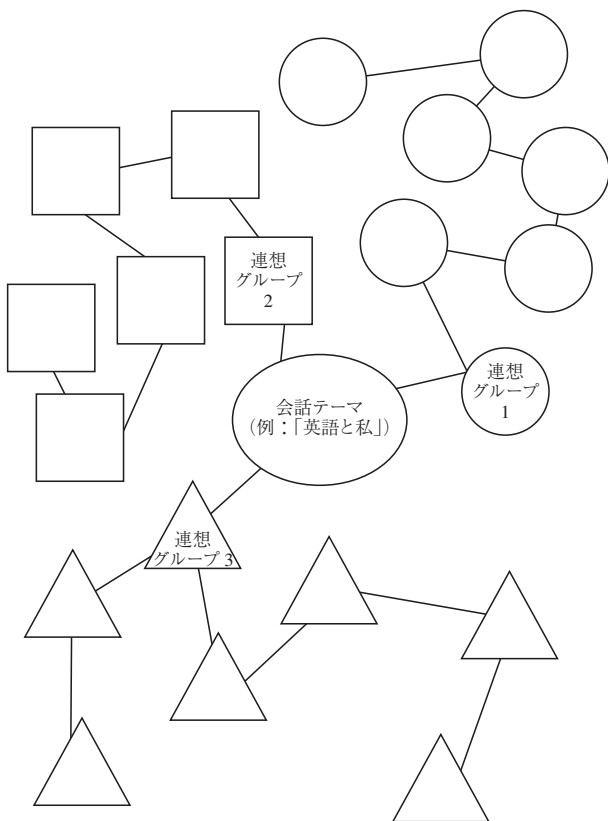 連想
グループ
2
連想
グループ
1
会話テーマ
（例：「英語と私」）
連想
グループ 3